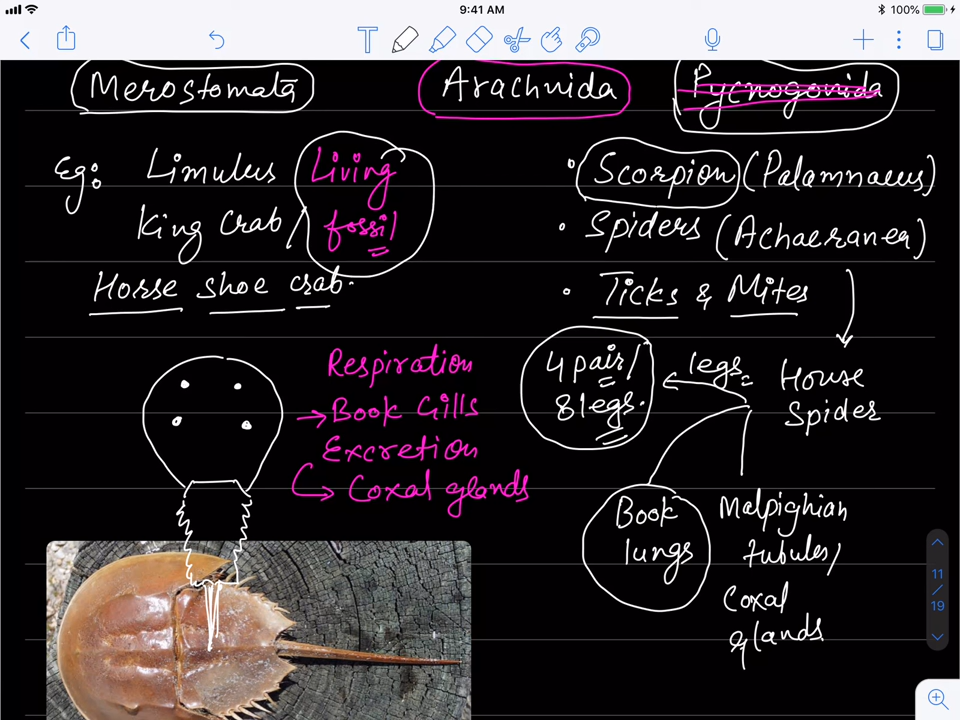 9:41 AM
100%
Merostomata
Arachnida
Pycnogonida
Eg: Limulus
King Crab/
Horse shoe crab.
Living
fossil
• Scorpion (Palamnaeus)
• Spiders (Achaeranea)
• Ticks & Mites
Respiration
→ Book Gills
Excretion
↳ Coxal glands
4 pair/
8 legs.
legs
House
Spider
Book
lungs
Malpighian
tubules/
Coxal
glands
T
11
/
19